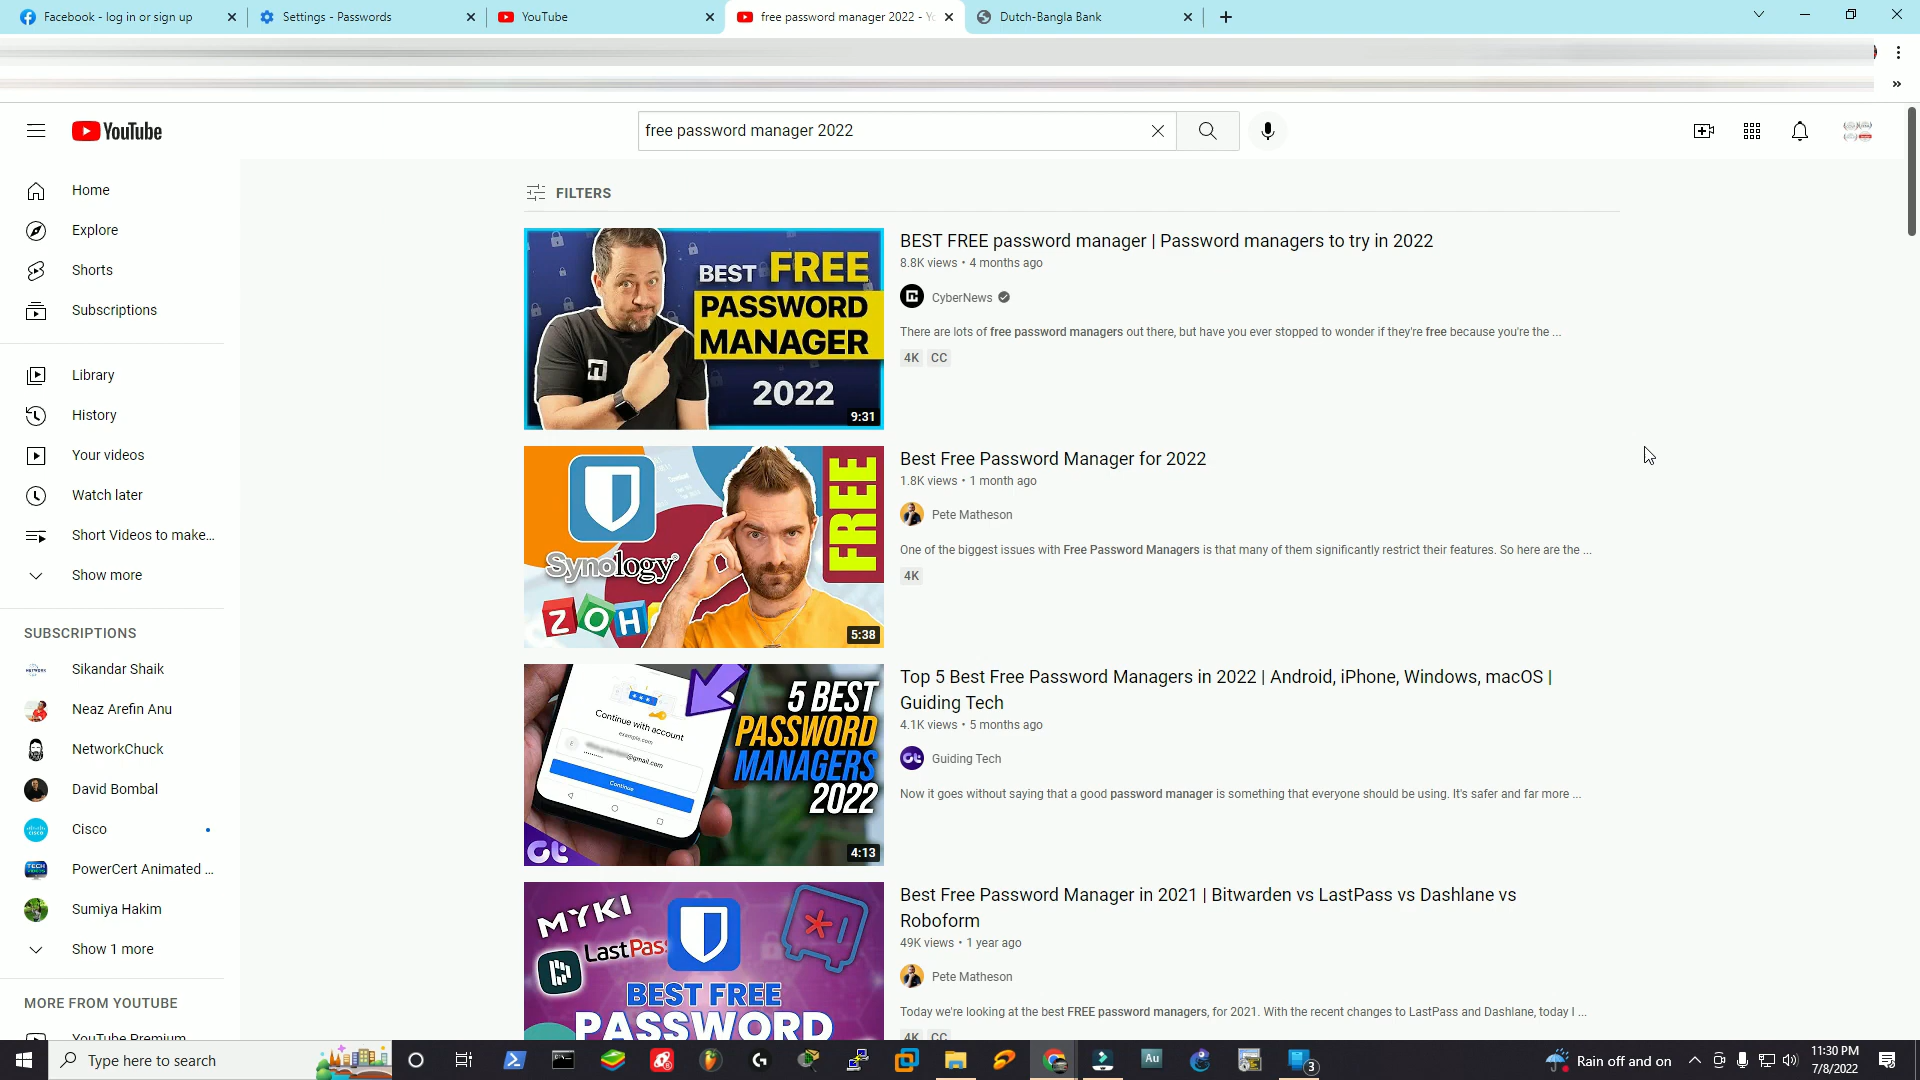 Facebook - log in or sign up
Settings - Passwords
YouTube
free password manager 2022 - Yo
Dutch-Bangla Bank
YouTube
free password manager 2022
Home
Explore
Shorts
Subscriptions
Library
History
Your videos
Watch later
Short Videos to make...
Show more
SUBSCRIPTIONS
Sikandar Shaik
Neaz Arefin Anu
NetworkChuck
David Bombal
Cisco
PowerCert Animated ...
Sumiya Hakim
Show 1 more
MORE FROM YOUTUBE
YouTube Premium
FILTERS
BEST FREE
PASSWORD
MANAGER
2022
9:31
BEST FREE password manager | Password managers to try in 2022
8.8K views • 4 months ago
CyberNews
There are lots of free password managers out there, but have you ever stopped to wonder if they're free because you're the ...
4K CC
FREE
Synology
ZOHO
5:38
Best Free Password Manager for 2022
1.8K views • 1 month ago
Pete Matheson
One of the biggest issues with Free Password Managers is that many of them significantly restrict their features. So here are the ...
4K
Continue with account
example.com
@gmail.com
Continue
5 BEST
PASSWORD
MANAGERS
2022
4:13
Top 5 Best Free Password Managers in 2022 | Android, iPhone, Windows, macOS |
Guiding Tech
4.1K views • 5 months ago
Guiding Tech
Now it goes without saying that a good password manager is something that everyone should be using. It's safer and far more ...
MYKI
LastPass
BEST FREE
PASSWORD
Best Free Password Manager in 2021 | Bitwarden vs LastPass vs Dashlane vs
Roboform
49K views • 1 year ago
Pete Matheson
Today we're looking at the best FREE password managers, for 2021. With the recent changes to LastPass and Dashlane, today I ...
4K CC
Type here to search
Au
3
Rain off and on
11:30 PM
7/8/2022